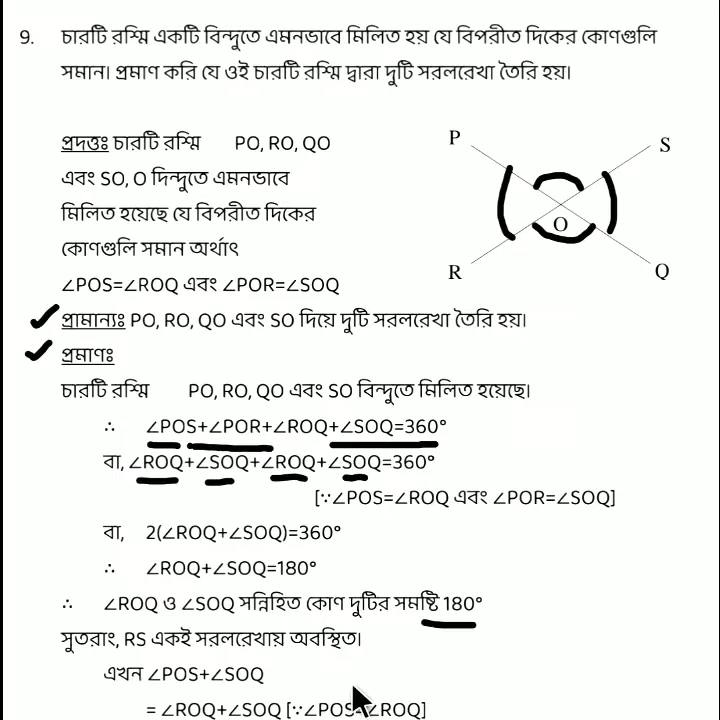 9. চারটি রশ্মি একটি বিন্দুতে এমনভাবে মিলিত হয় যে বিপরীত দিকের কোণগুলি
সমান। প্রমাণ করি যে ওই চারটি রশ্মি দ্বারা দুটি সরলরেখা তৈরি হয়।
প্রদত্তঃ চারটি রশ্মি PO, RO, QO
এবং SO, O দিন্দুতে এমনভাবে
মিলিত হয়েছে যে বিপরীত দিকের
কোণগুলি সমান অর্থাৎ
∠POS=∠ROQ এবং ∠POR=∠SOQ
P
S
O
R
Q
প্রামান্যঃ PO, RO, QO এবং SO দিয়ে দুটি সরলরেখা তৈরি হয়।
প্রমাণঃ
চারটি রশ্মি PO, RO, QO এবং SO বিন্দুতে মিলিত হয়েছে।
∴ ∠POS+∠POR+∠ROQ+∠SOQ=360°
বা, ∠ROQ+∠SOQ+∠ROQ+∠SOQ=360°
[∵∠POS=∠ROQ এবং ∠POR=∠SOQ]
বা, 2(∠ROQ+∠SOQ)=360°
∴ ∠ROQ+∠SOQ=180°
∴ ∠ROQ ও ∠SOQ সন্নিহিত কোণ দুটির সমষ্টি 180°
সুতরাং, RS একই সরলরেখায় অবস্থিত।
এখন ∠POS+∠SOQ
= ∠ROQ+∠SOQ [∵∠POS=∠ROQ]